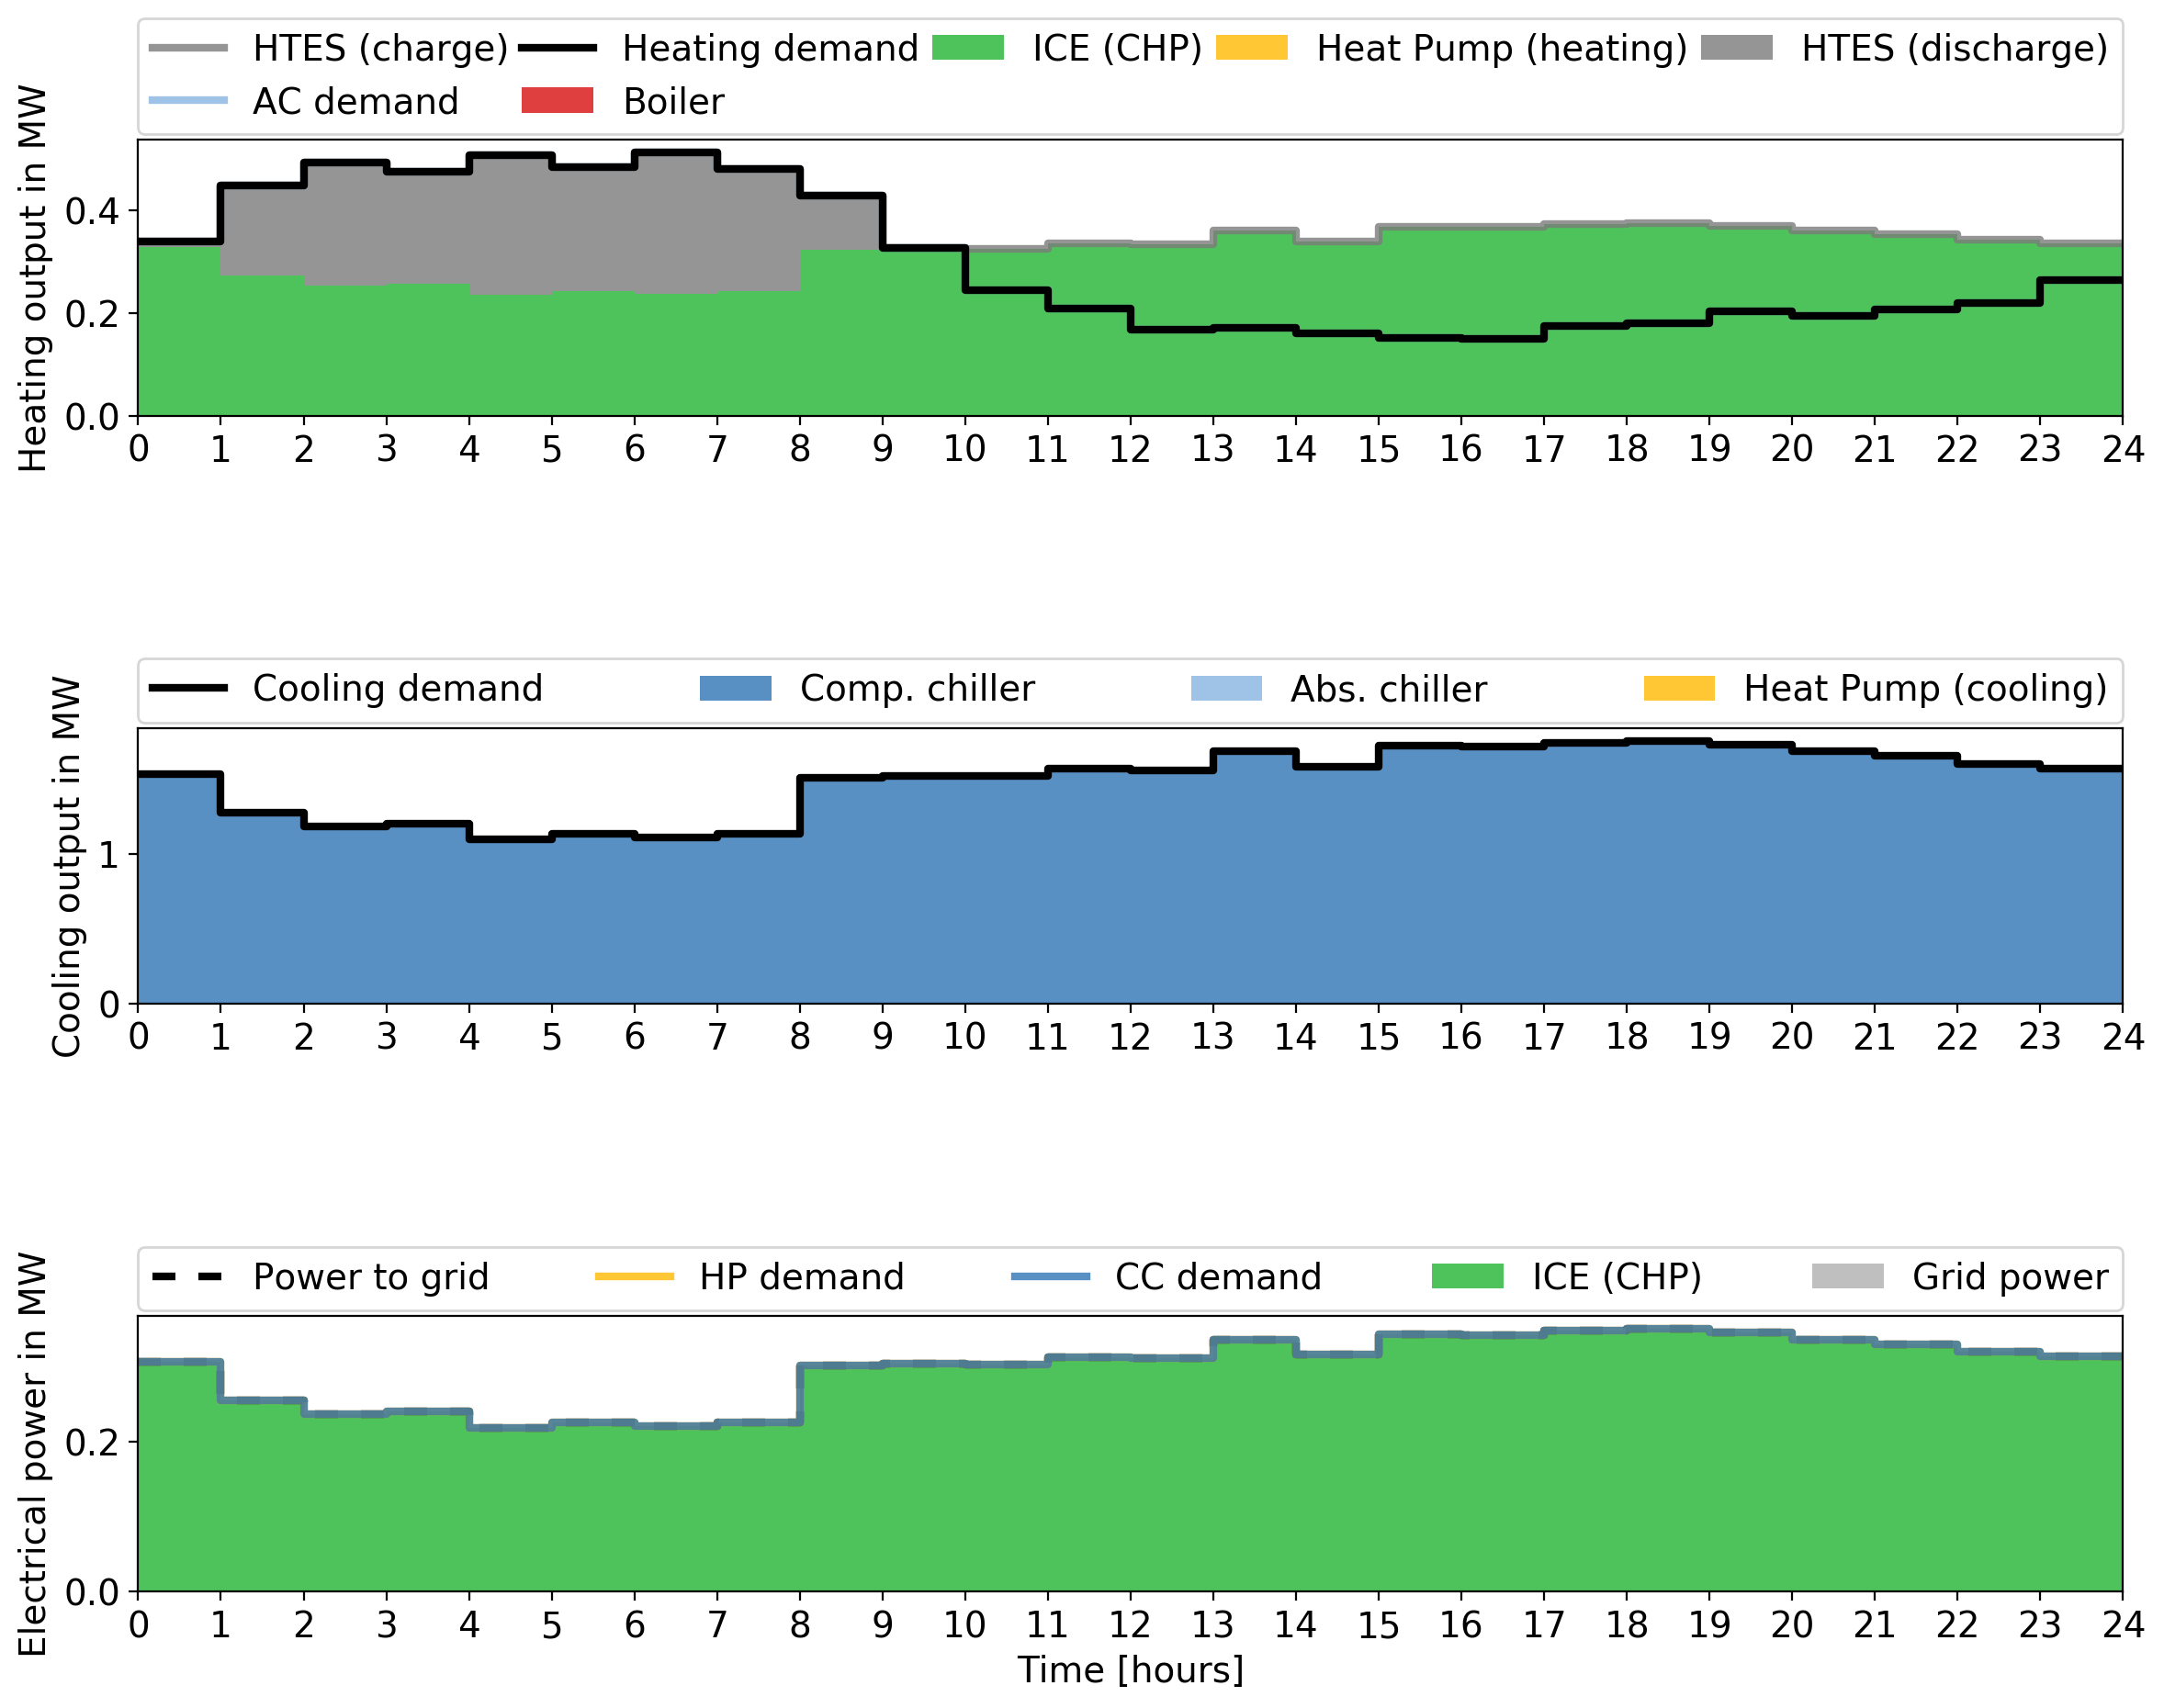 HTES (charge) Heating demand ICE (CHP) Heat Pump (heating) HTES (discharge)
AC demand Boiler
Heating output in MW
0.4
0.2
0.0
0 1 2 3 4 5 6 7 8 9 10 11 12 13 14 15 16 17 18 19 20 21 22 23 24
Cooling demand Comp. chiller Abs. chiller Heat Pump (cooling)
Cooling output in MW
1
0
0 1 2 3 4 5 6 7 8 9 10 11 12 13 14 15 16 17 18 19 20 21 22 23 24
Power to grid HP demand CC demand ICE (CHP) Grid power
Electrical power in MW
0.2
0.0
0 1 2 3 4 5 6 7 8 9 10 11 12 13 14 15 16 17 18 19 20 21 22 23 24
Time [hours]